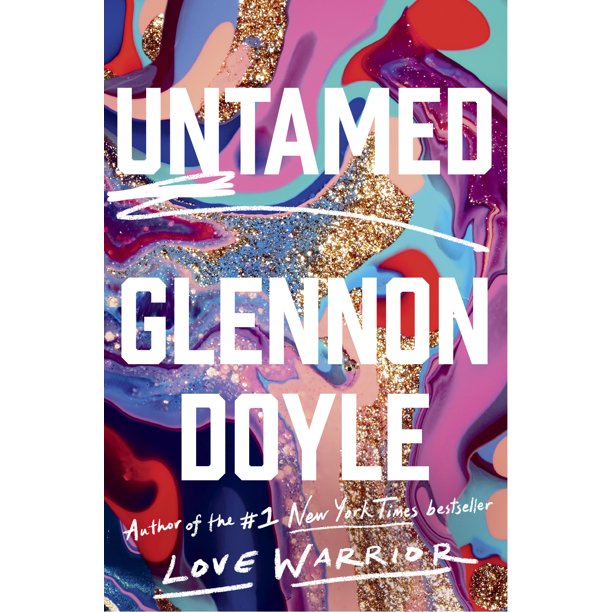 UNTAMED
GLENNON
DOYLE
Author of the #1 New York Times bestseller
LOVE WARRIOR